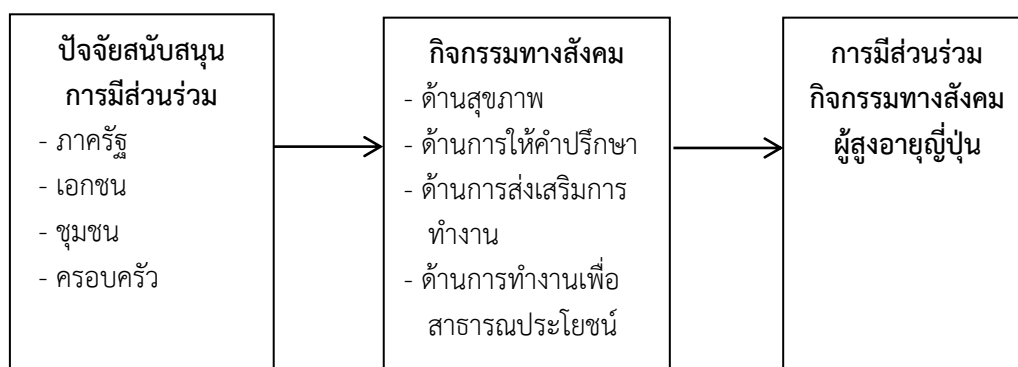 ปัจจัยสนับสนุน
การมีส่วนร่วม
- ภาครัฐ
- เอกชน
- ชุมชน
- ครอบครัว
กิจกรรมทางสังคม
- ด้านสุขภาพ
- ด้านการให้คำปรึกษา
- ด้านการส่งเสริมการ
ทำงาน
- ด้านการทำงานเพื่อ
สาธารณประโยชน์
การมีส่วนร่วม
กิจกรรมทางสังคม
ผู้สูงอายุญี่ปุ่น